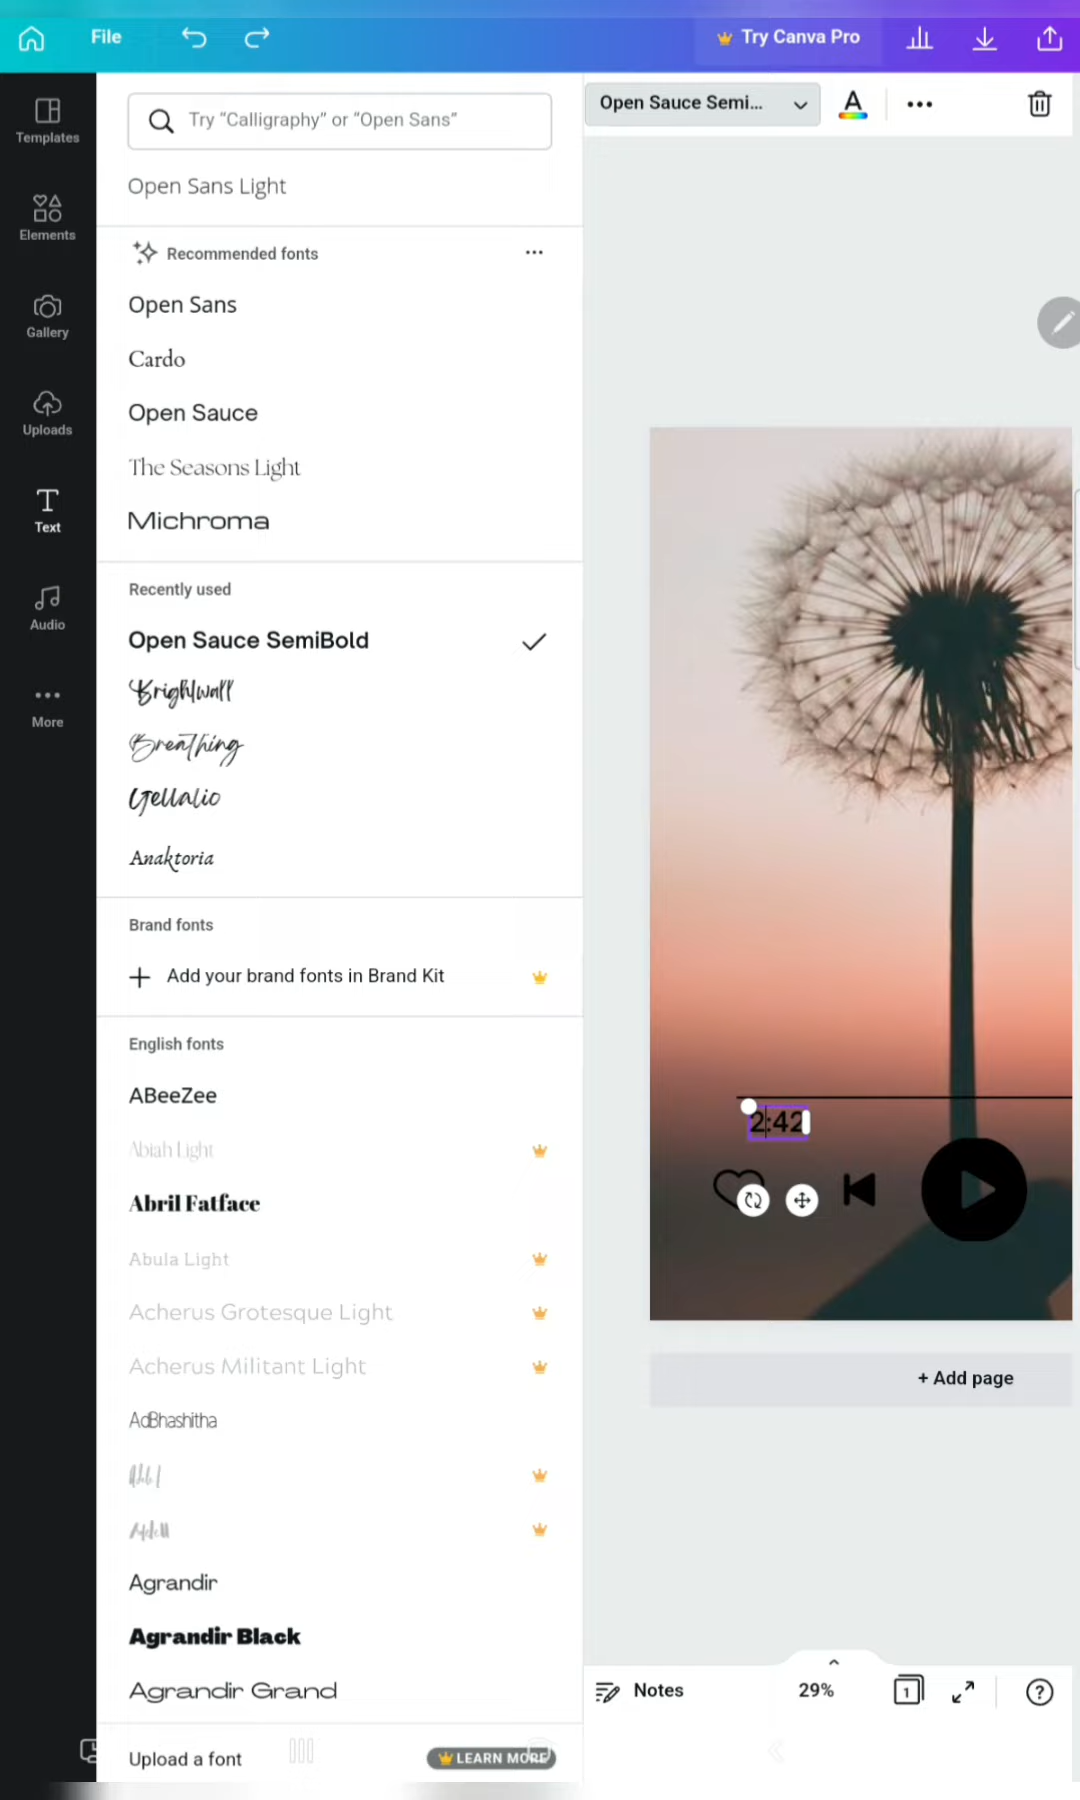 File
Try Canva Pro
Templates
Elements
Gallery
Uploads
Text
Audio
More
Try “Calligraphy” or “Open Sans”
Open Sans Light
Recommended fonts
Open Sans
Cardo
Open Sauce
The Seasons Light
Michroma
Recently used
Open Sauce SemiBold
Brightwall
Breathing
Gellalio
Anaktoria
Brand fonts
Add your brand fonts in Brand Kit
English fonts
ABeeZee
Abiah Light
Abril Fatface
Abula Light
Acherus Grotesque Light
Acherus Militant Light
AdBhashitha
Agrandir
Agrandir Black
Agrandir Grand
Upload a font
LEARN MORE
Open Sauce Semi...
A
2:42
+ Add page
Notes
29%
1
?